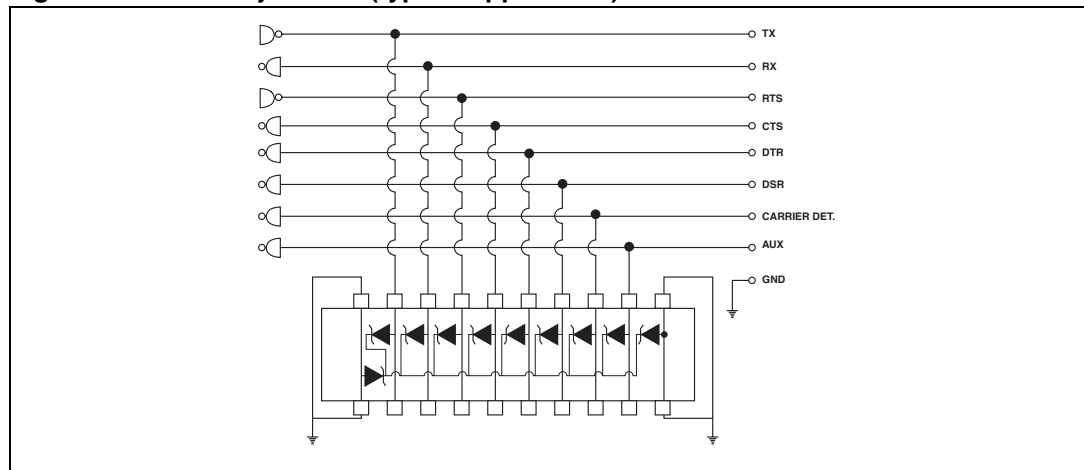 TX
RX
RTS
CTS
DTR
DSR
CARRIER DET.
AUX
GND